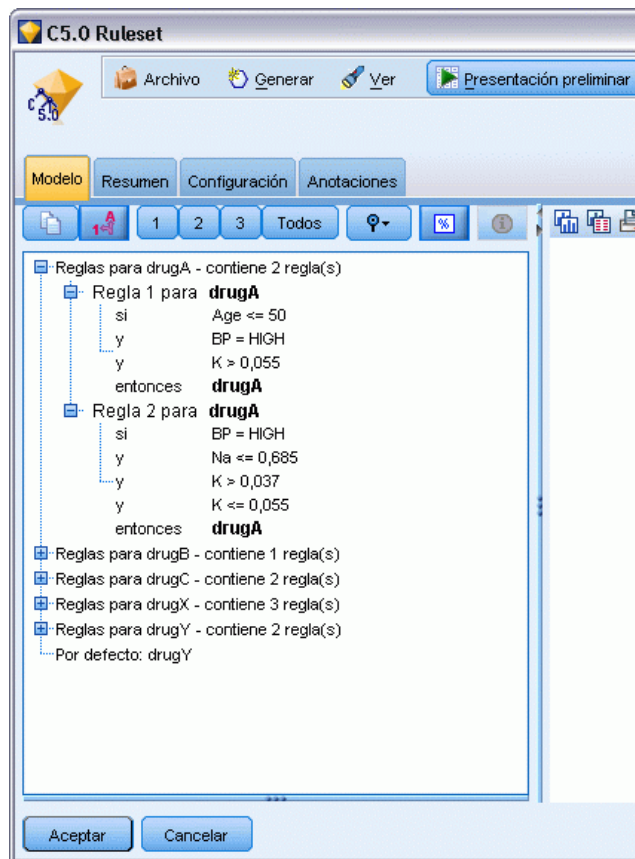 C5.0 Ruleset
C5.0
Archivo Generar Ver Presentación preliminar
Modelo Resumen Configuración Anotaciones
1 2 3 Todos %
Reglas para drugA - contiene 2 regla(s)
Regla 1 para drugA
si Age <= 50
y BP = HIGH
y K > 0,055
entonces drugA
Regla 2 para drugA
si BP = HIGH
y Na <= 0,685
y K > 0,037
y K <= 0,055
entonces drugA
Reglas para drugB - contiene 1 regla(s)
Reglas para drugC - contiene 2 regla(s)
Reglas para drugX - contiene 3 regla(s)
Reglas para drugY - contiene 2 regla(s)
Por defecto: drugY
Aceptar Cancelar